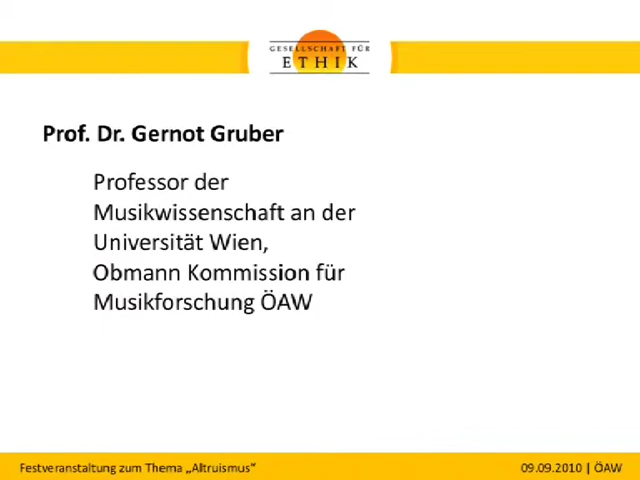 GESELLSCHAFT FÜR
ETHIK
Prof. Dr. Gernot Gruber
Professor der
Musikwissenschaft an der
Universität Wien,
Obmann Kommission für
Musikforschung ÖAW
Festveranstaltung zum Thema „Altruismus“
09.09.2010 | ÖAW